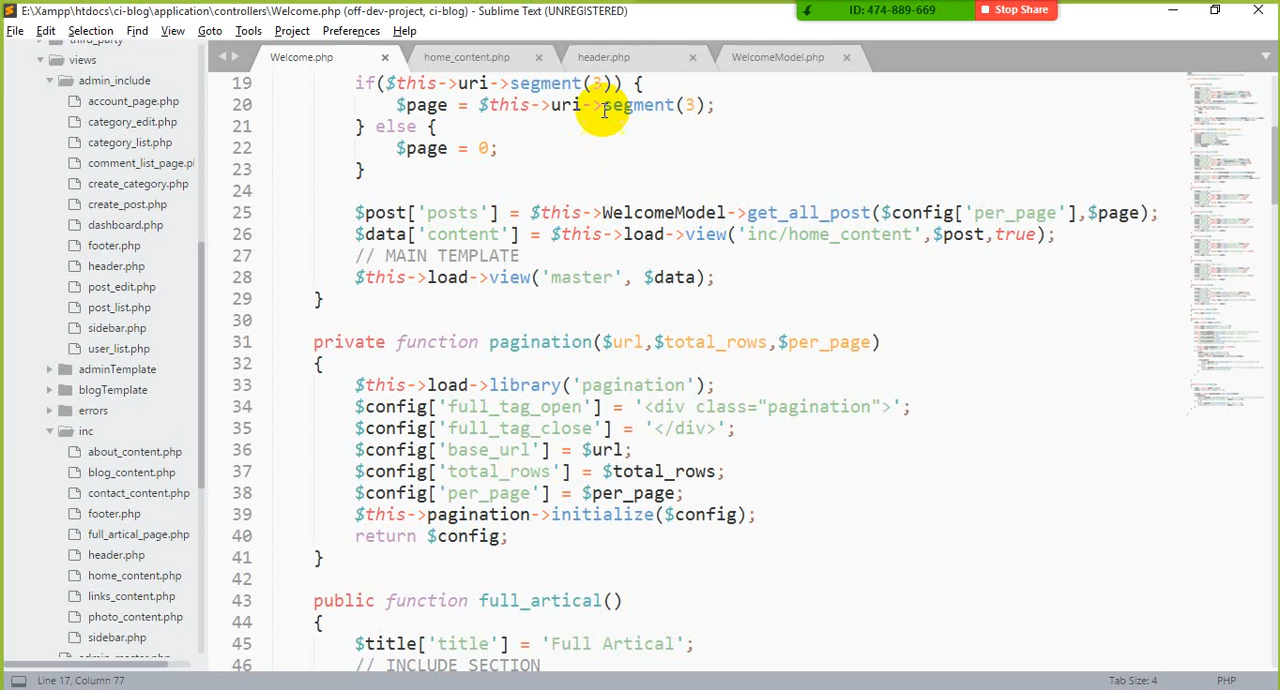 E:\Xampp\htdocs\ci-blog\application\controllers\Welcome.php (off-dev-project, ci-blog) - Sublime Text (UNREGISTERED)
ID: 474-889-669
Stop Share
File Edit Selection Find View Goto Tools Project Preferences Help
third_party
views
admin_include
account_page.php
category_edit.php
category_list.php
comment_list_page.pl
create_category.php
create_post.php
dashboard.php
footer.php
header.php
post_edit.php
post_list.php
sidebar.php
user_list.php
adminTemplate
blogTemplate
errors
inc
about_content.php
blog_content.php
contact_content.php
footer.php
full_artical_page.php
header.php
home_content.php
links_content.php
photo_content.php
sidebar.php
admin_master.php
Welcome.php home_content.php header.php WelcomeModel.php
19 if($this->uri->segment(3)) {
20 $page = $this->uri->segment(3);
21 } else {
22 $page = 0;
23 }
24
25 $post['posts'] = $this->WelcomeModel->get_all_post($config['per_page'],$page);
26 $data['content'] = $this->load->view('inc/home_content',$post,true);
27 // MAIN TEMPLATE
28 $this->load->view('master', $data);
29 }
30
31 private function pagination($url,$total_rows,$per_page)
32 {
33 $this->load->library('pagination');
34 $config['full_tag_open'] = '<div class="pagination">';
35 $config['full_tag_close'] = '</div>';
36 $config['base_url'] = $url;
37 $config['total_rows'] = $total_rows;
38 $config['per_page'] = $per_page;
39 $this->pagination->initialize($config);
40 return $config;
41 }
42
43 public function full_artical()
44 {
45 $title['title'] = 'Full Artical';
46 // INCLUDE SECTION
Line 17, Column 77
Tab Size: 4
PHP